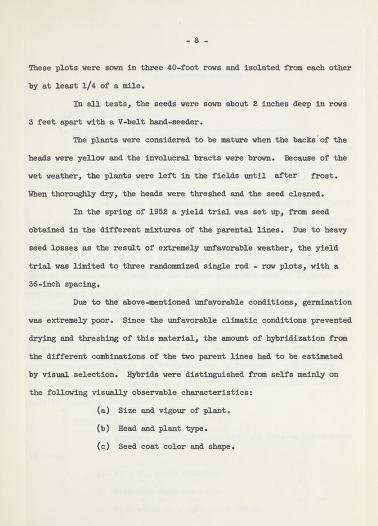 - 8 -
These plots were sown in three 40-foot rows and isolated from each other
by at least 1/4 of a mile.
In all tests, the seeds were sown about 2 inches deep in rows
3 feet apart with a V-belt hand-seeder.
The plants were considered to be mature when the backs of the
heads were yellow and the involucral bracts were brown. Because of the
wet weather, the plants were left in the fields until after frost.
When thoroughly dry, the heads were threshed and the seed cleaned.
In the spring of 1952 a yield trial was set up, from seed
obtained in the different mixtures of the parental lines. Due to heavy
seed losses as the result of extremely unfavorable weather, the yield
trial was limited to three randomnized single rod - row plots, with a
36-inch spacing.
Due to the above-mentioned unfavorable conditions, germination
was extremely poor. Since the unfavorable climatic conditions prevented
drying and threshing of this material, the amount of hybridization from
the different combinations of the two parent lines had to be estimated
by visual selection. Hybrids were distinguished from selfs mainly on
the following visually observable characteristics:
(a) Size and vigour of plant.
(b) Head and plant type.
(c) Seed coat color and shape.